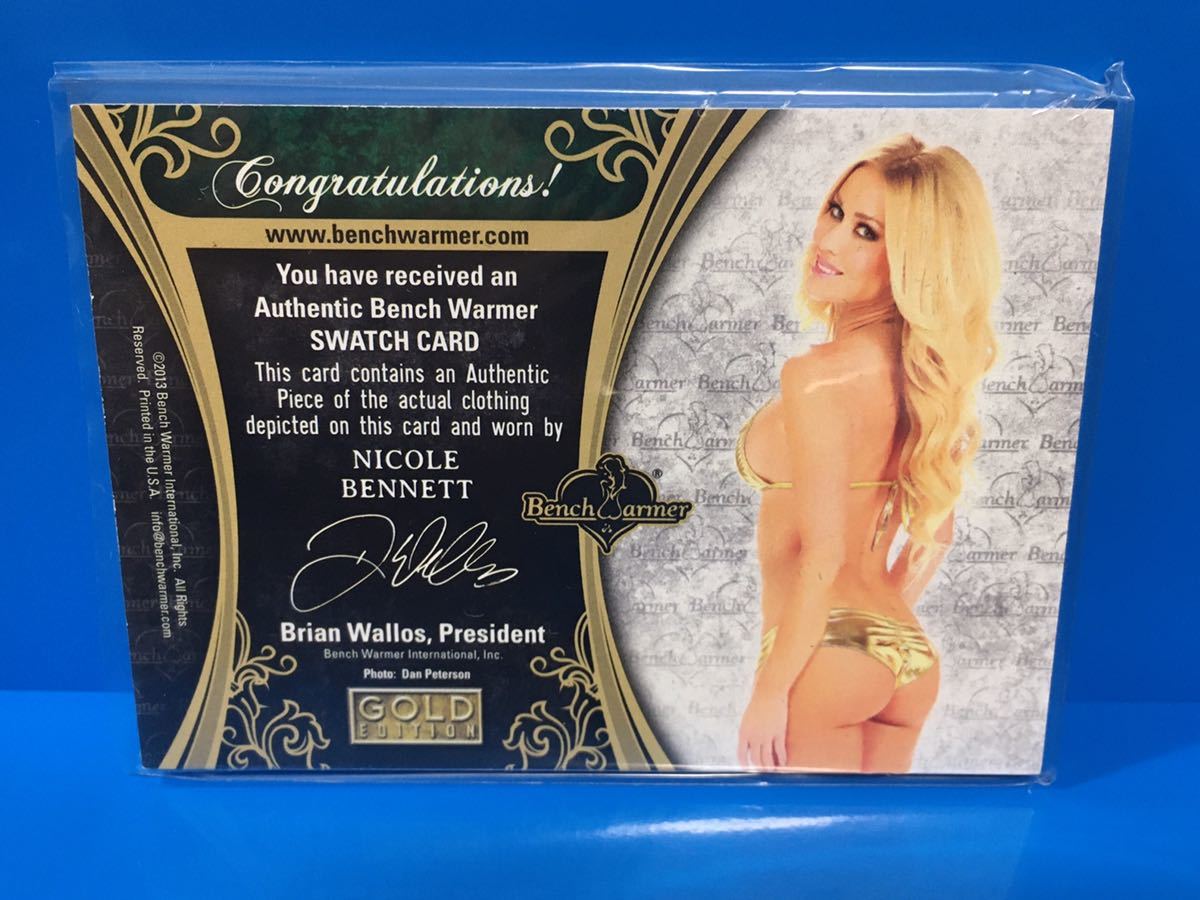 Congratulations!
www.benchwarmer.com
You have received an
Authentic Bench Warmer
SWATCH CARD
This card contains an Authentic
Piece of the actual clothing
depicted on this card and worn by
NICOLE
BENNETT
Brian Wallos, President
Bench Warmer International, Inc.
Photo: Dan Peterson
GOLD
EDITION
©2013 Bench Warmer International, Inc. All Rights
Reserved. Printed in the U.S.A. info@benchwarmer.com
BenchWarmer®